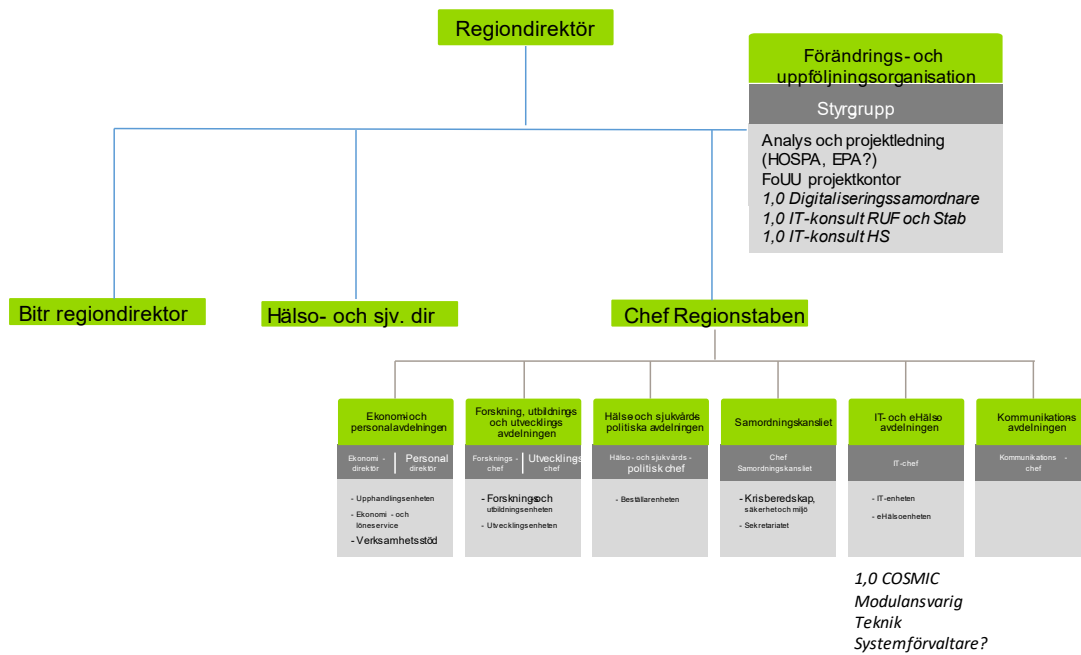 Regiondirektör
Förändrings- och
uppföljningsorganisation
Styrgrupp
Analys och projektledning
(HOSPA, EPA?)
FoUU projektkontor
1,0 Digitaliseringssamordnare
1,0 IT-konsult RUF och Stab
1,0 IT-konsult HS
Bitr regiondirektor
Hälso- och sjv. dir
Chef Regionstaben
Ekonomi-och
personalavdelningen
Ekonomi -
direktör
Personal
direktör
- Upphandlingsenheten
- Ekonomi - och
löneservice
- Verksamhetsstöd
Forskning, utbildnings-
och utvecklings
avdelningen
Forsknings -
chef
Utvecklings
chef
- Forsknings-och
utbildningsenheten
- Utvecklingsenheten
Hälso-och sjukvårds-
politiska avdelningen
Hälso- och sjukvårds -
politisk chef
- Beställarenheten
Samordningskansliet
Chef
Samordningskansliet
- Krisberedskap,
säkerhet och miljö
- Sekretariatet
IT- och eHälso
avdelningen
IT-chef
- IT-enheten
- eHälsoenheten
Kommunikations-
avdelningen
Kommunikations -
chef
1,0 COSMIC
Modulansvarig
Teknik
Systemförvaltare?